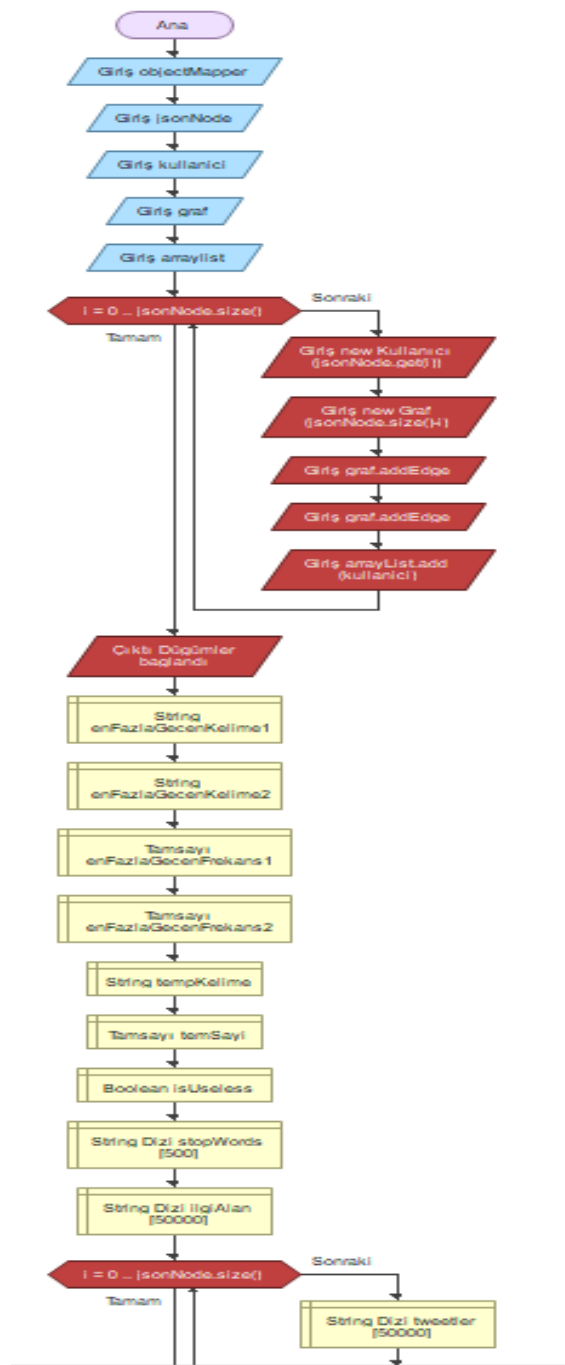 Ana
Giriş objectMapper
Giriş jsonNode
Giriş kullanici
Giriş graf
Giriş arraylist
i = 0 .. jsonNode.size()
Sonraki
Tamam
Giriş new Kullanıcı
(jsonNode.get(i))
Giriş new Graf
(jsonNode.size()-i)
Giriş graf.addEdge
Giriş graf.addEdge
Giriş arrayList.add
(kullanici)
Çıktı Düğümler
baglandı
String
enFazlaGecenKelime1
String
enFazlaGecenKelime2
Tamsayı
enFazlaGecenFrekans1
Tamsayı
enFazlaGecenFrekans2
String tempKelime
Tamsayı temSayi
Boolean isUseless
String Dizi stopWords
[500]
String Dizi ilgiAlan
[50000]
i = 0 .. jsonNode.size()
Sonraki
Tamam
String Dizi tweetler
[50000]